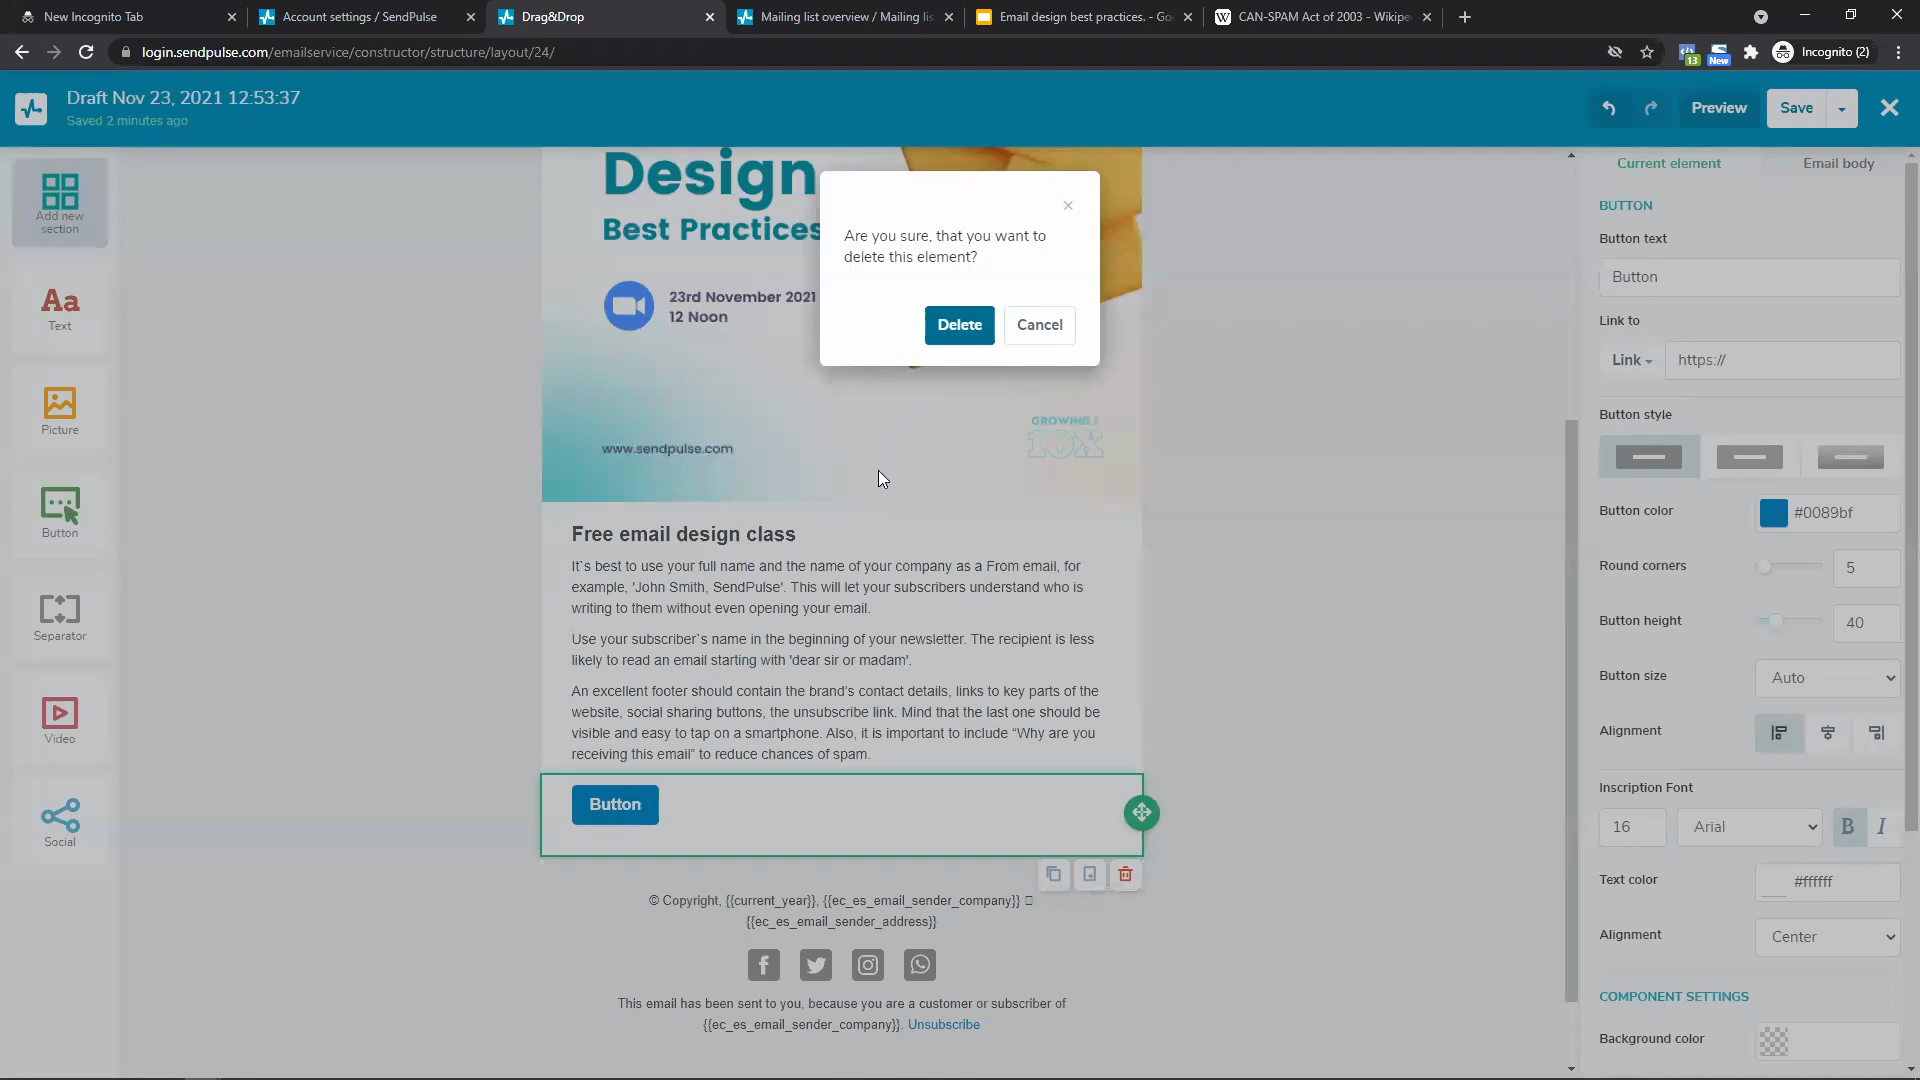 New Incognito Tab
Account settings / SendPulse
Drag&Drop
Mailing list overview / Mailing lis
Email design best practices. - Go
CAN-SPAM Act of 2003 - Wikipe
login.sendpulse.com/emailservice/constructor/structure/layout/24/
13
New
Incognito (2)
Draft Nov 23, 2021 12:53:37
Saved 2 minutes ago
Preview
Save
Add new
section
Aa
Text
Picture
Button
Separator
Video
Social
Design
Best Practices
23rd November 2021
12 Noon
www.sendpulse.com
GROWING
10X
Are you sure, that you want to
delete this element?
Delete
Cancel
Free email design class
It`s best to use your full name and the name of your company as a From email, for
example, 'John Smith, SendPulse'. This will let your subscribers understand who is
writing to them without even opening your email.
Use your subscriber`s name in the beginning of your newsletter. The recipient is less
likely to read an email starting with 'dear sir or madam'.
An excellent footer should contain the brand’s contact details, links to key parts of the
website, social sharing buttons, the unsubscribe link. Mind that the last one should be
visible and easy to tap on a smartphone. Also, it is important to include “Why are you
receiving this email” to reduce chances of spam.
Button
© Copyright, {{current_year}}, {{ec_es_email_sender_company}}
{{ec_es_email_sender_address}}
This email has been sent to you, because you are a customer or subscriber of
{{ec_es_email_sender_company}}. Unsubscribe
Current element
Email body
BUTTON
Button text
Button
Link to
Link
https://
Button style
Button color
#0089bf
Round corners
5
Button height
40
Button size
Auto
Alignment
Inscription Font
16
Arial
B
I
Text color
#ffffff
Alignment
Center
COMPONENT SETTINGS
Background color